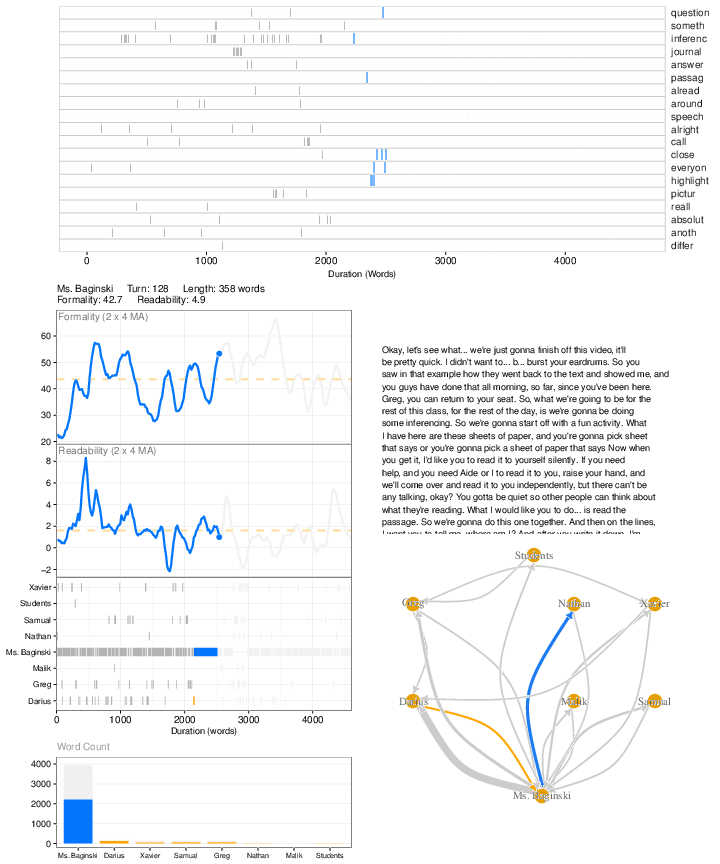 question
someth
inferenc
journal
answer
passag
alread
around
speech
alright
call
close
everyon
highlight
pictur
reall
absolut
anoth
differ
0 1000 2000 3000 4000
Duration (Words)
Ms. Baginski Turn: 128 Length: 358 words
Formality: 42.7 Readability: 4.9
Formality (2 x 4 MA)
60
50
40
30
20
Readability (2 x 4 MA)
8
6
4
2
0
−2
Xavier
Students
Samual
Nathan
Ms. Baginski
Malik
Greg
Darius
0 1000 2000 3000 4000
Duration (words)
Word Count
4000
3000
2000
1000
0
Ms. Baginski Darius Xavier Samual Greg Nathan Malik Students
Okay, let's see what... we're just gonna finish off this video, it'll
be pretty quick. I didn't want to... b... burst your eardrums. So you
saw in that example how they went back to the text and showed me, and
you guys have done that all morning, so far, since you've been here.
Greg, you can return to your seat. So, what we're going to be for the
rest of this class, for the rest of the day, is we're gonna be doing
some inferencing. So we're gonna start off with a fun activity. What
I have here are these sheets of paper, and you're gonna pick sheet
that says or you're gonna pick a sheet of paper that says Now when
you get it, I'd like you to read it to yourself silently. If you need
help, and you need Aide or I to read it to you, raise your hand, and
we'll come over and read it to you independently, but there can't be
any talking, okay? You gotta be quiet so other people can think about
what they're reading. What I would like you to do... is read the
passage. So we're gonna do this one together. And then on the lines,
I want you to tell me, where am I? And after you write it down, I'm
Students
Greg Nathan Xavier
Darius Malik Samual
Ms. Baginski